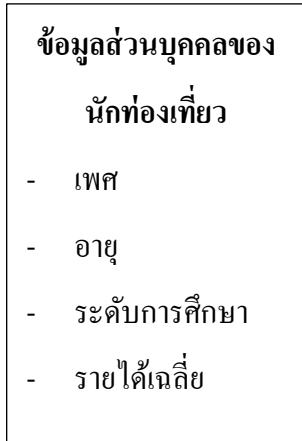 ข้อมูลส่วนบุคคลของ
นักท่องเที่ยว
- เพศ
- อายุ
- ระดับการศึกษา
- รายได้เฉลี่ย